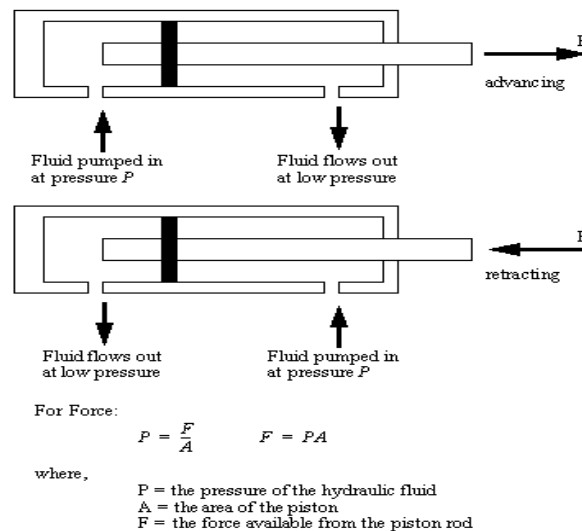 F
advancing
Fluid pumped in
at pressure P
Fluid flows out
at low pressure
F
retracting
Fluid flows out
at low pressure
Fluid pumped in
at pressure P
For Force:
P = F/A    F = PA
where,
P = the pressure of the hydraulic fluid
A = the area of the piston
F = the force available from the piston rod